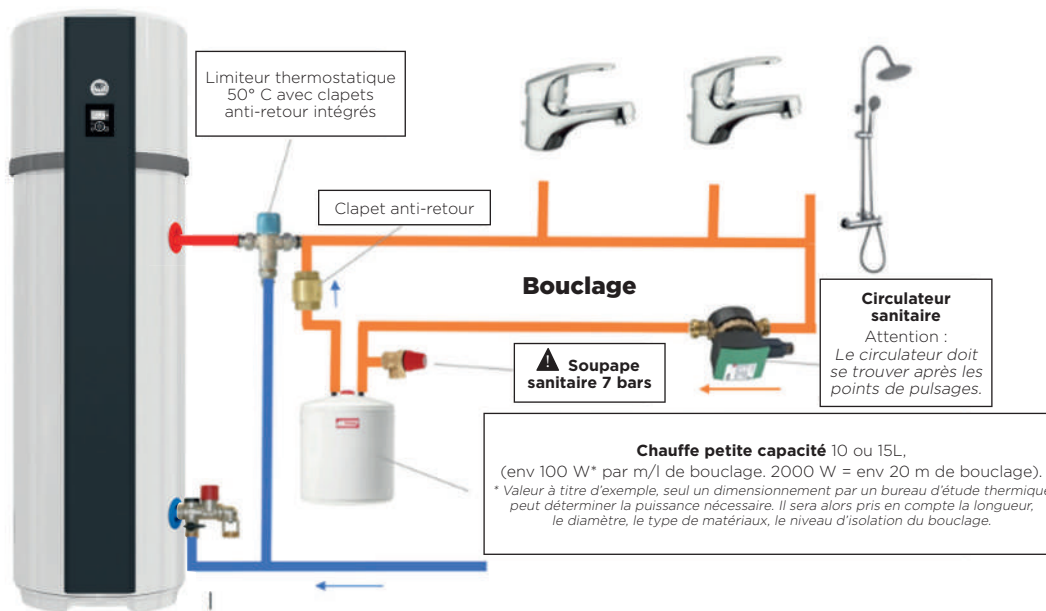 Limiteur thermostatique
50° C avec clapets
anti-retour intégrés
Clapet anti-retour
Bouclage
Circulateur
sanitaire
Attention :
Le circulateur doit
se trouver après les
points de pulsages.
Soupape
sanitaire 7 bars
Chauffe petite capacité 10 ou 15L,
(env 100 W* par m/l de bouclage. 2000 W = env 20 m de bouclage).
* Valeur à titre d'exemple, seul un dimensionnement par un bureau d'étude thermique
peut déterminer la puissance nécessaire. Il sera alors pris en compte la longueur,
le diamètre, le type de matériaux, le niveau d'isolation du bouclage.